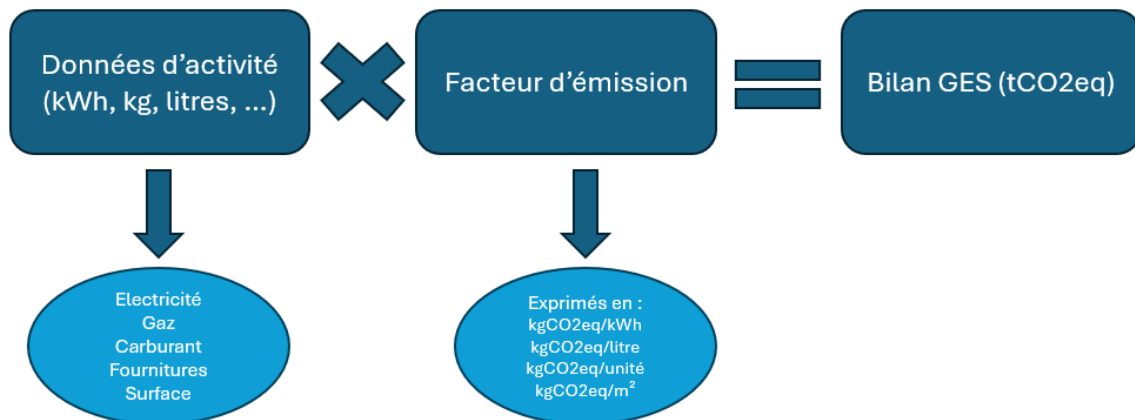 Données d'activité
(kWh, kg, litres, ...)
Facteur d'émission
Bilan GES (tCO2eq)
Electricité
Gaz
Carburant
Fournitures
Surface
Exprimés en :
kgCO2eq/kWh
kgCO2eq/litre
kgCO2eq/unité
kgCO2eq/m²